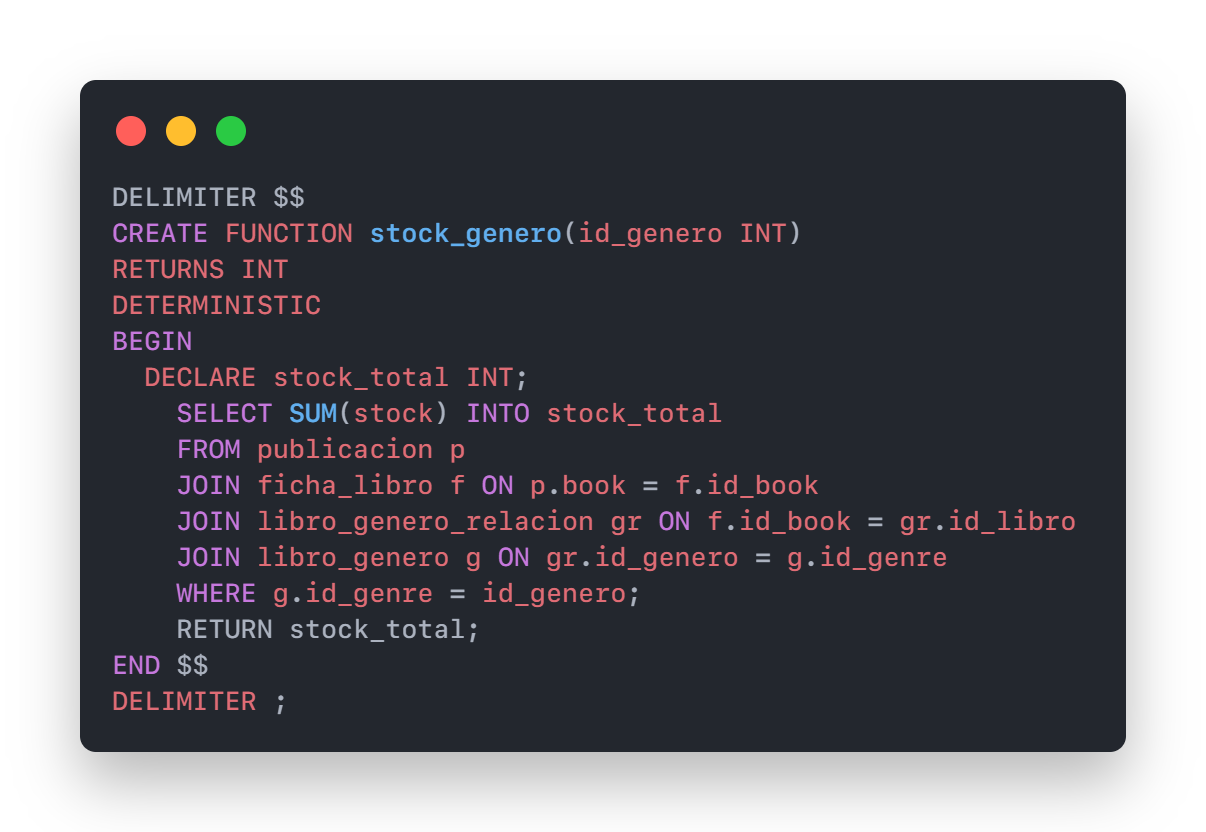 DELIMITER $$
CREATE FUNCTION stock_genero(id_genero INT)
RETURNS INT
DETERMINISTIC
BEGIN
  DECLARE stock_total INT;
    SELECT SUM(stock) INTO stock_total
    FROM publicacion p
    JOIN ficha_libro f ON p.book = f.id_book
    JOIN libro_genero_relacion gr ON f.id_book = gr.id_libro
    JOIN libro_genero g ON gr.id_genero = g.id_genre
    WHERE g.id_genre = id_genero;
    RETURN stock_total;
END $$
DELIMITER ;